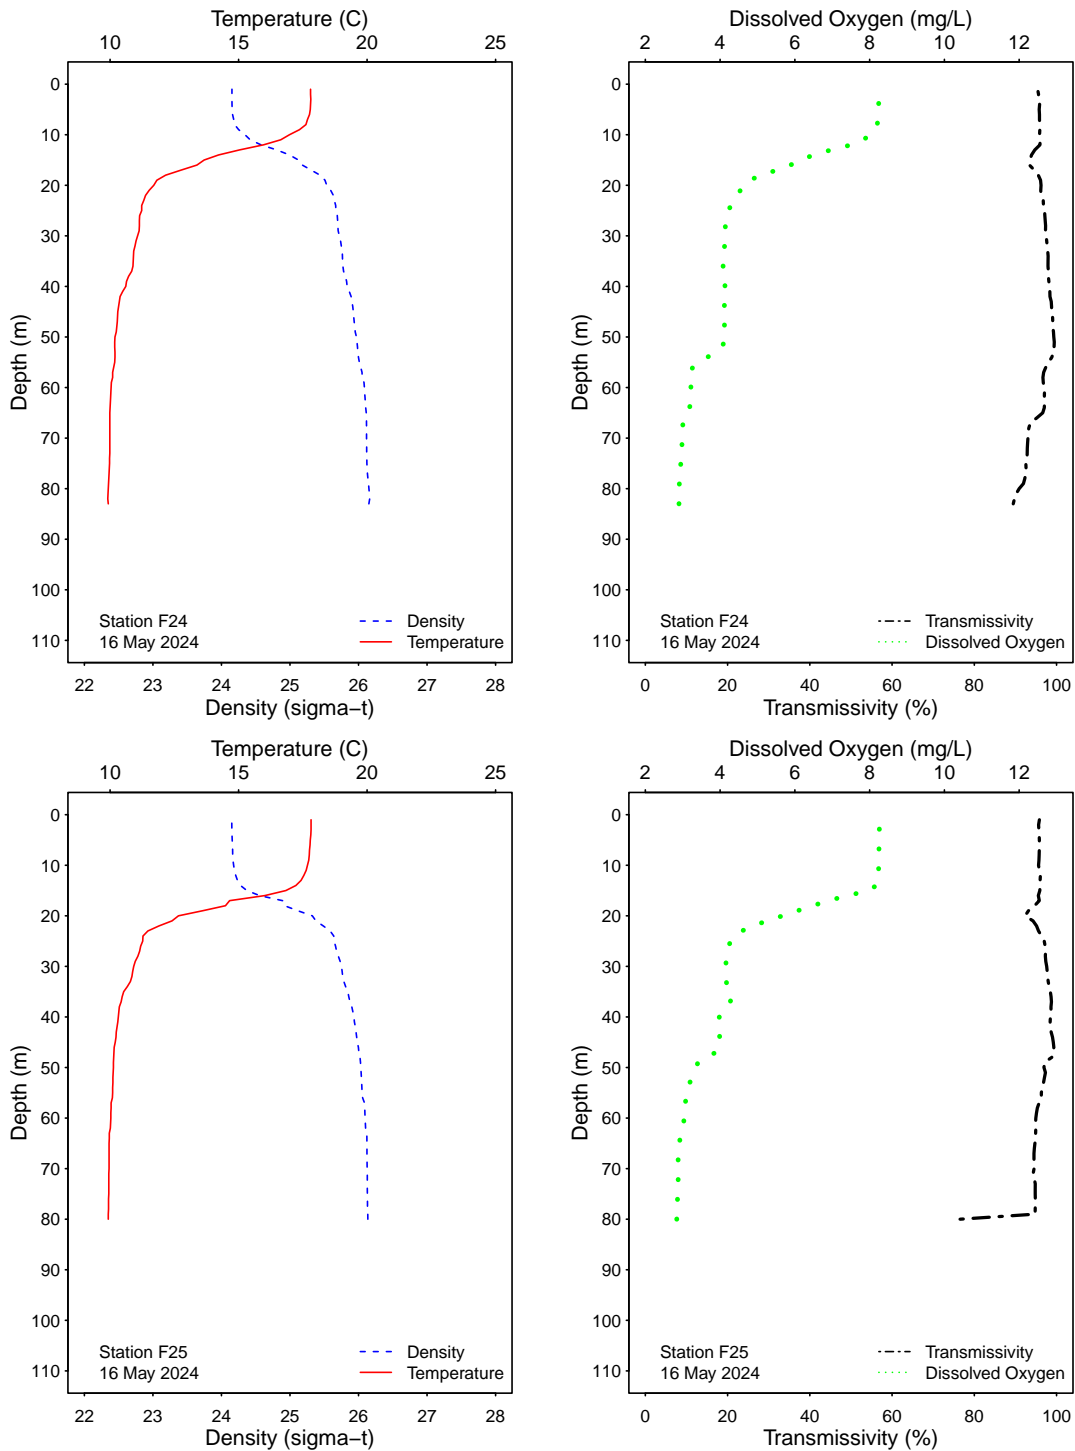 Temperature (C)
10 15 20 25
0
10
20
30
40
50
60
70
80
90
100
110
Depth (m)
Station F24
16 May 2024
Density
Temperature
22 23 24 25 26 27 28
Density (sigma−t)
Dissolved Oxygen (mg/L)
2 4 6 8 10 12
0
10
20
30
40
50
60
70
80
90
100
110
Depth (m)
Station F24
16 May 2024
Transmissivity
Dissolved Oxygen
0 20 40 60 80 100
Transmissivity (%)
Temperature (C)
10 15 20 25
0
10
20
30
40
50
60
70
80
90
100
110
Depth (m)
Station F25
16 May 2024
Density
Temperature
22 23 24 25 26 27 28
Density (sigma−t)
Dissolved Oxygen (mg/L)
2 4 6 8 10 12
0
10
20
30
40
50
60
70
80
90
100
110
Depth (m)
Station F25
16 May 2024
Transmissivity
Dissolved Oxygen
0 20 40 60 80 100
Transmissivity (%)